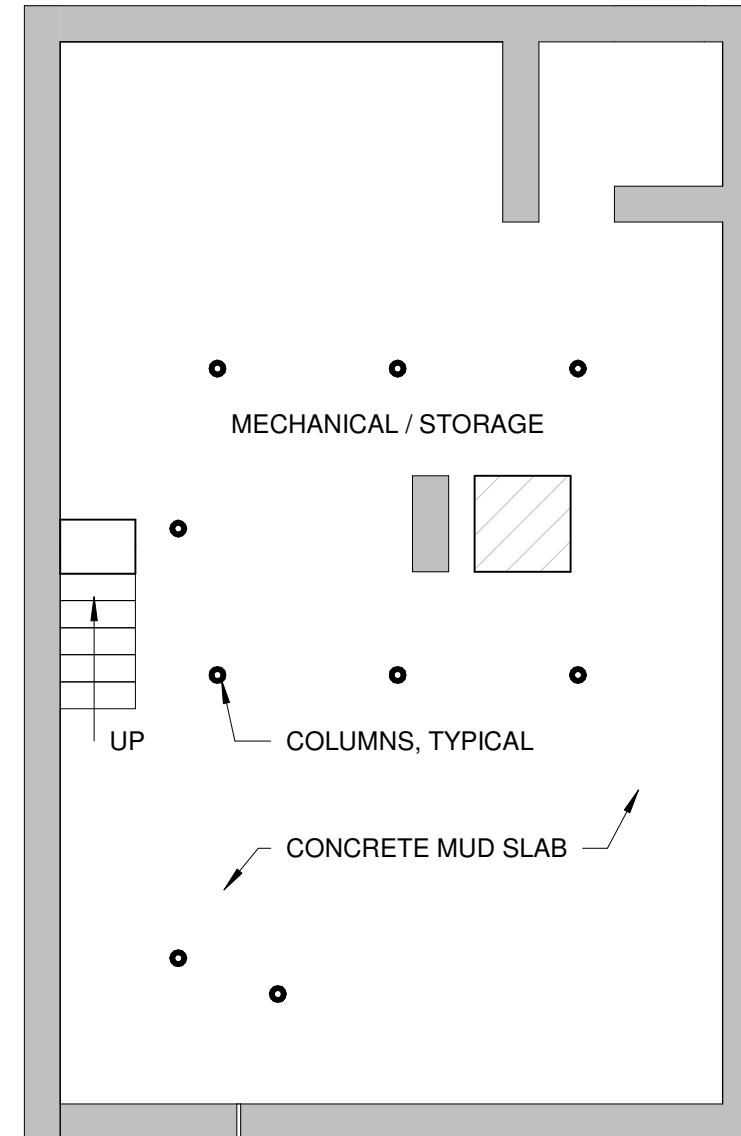 MECHANICAL / STORAGE
UP
COLUMNS, TYPICAL
CONCRETE MUD SLAB